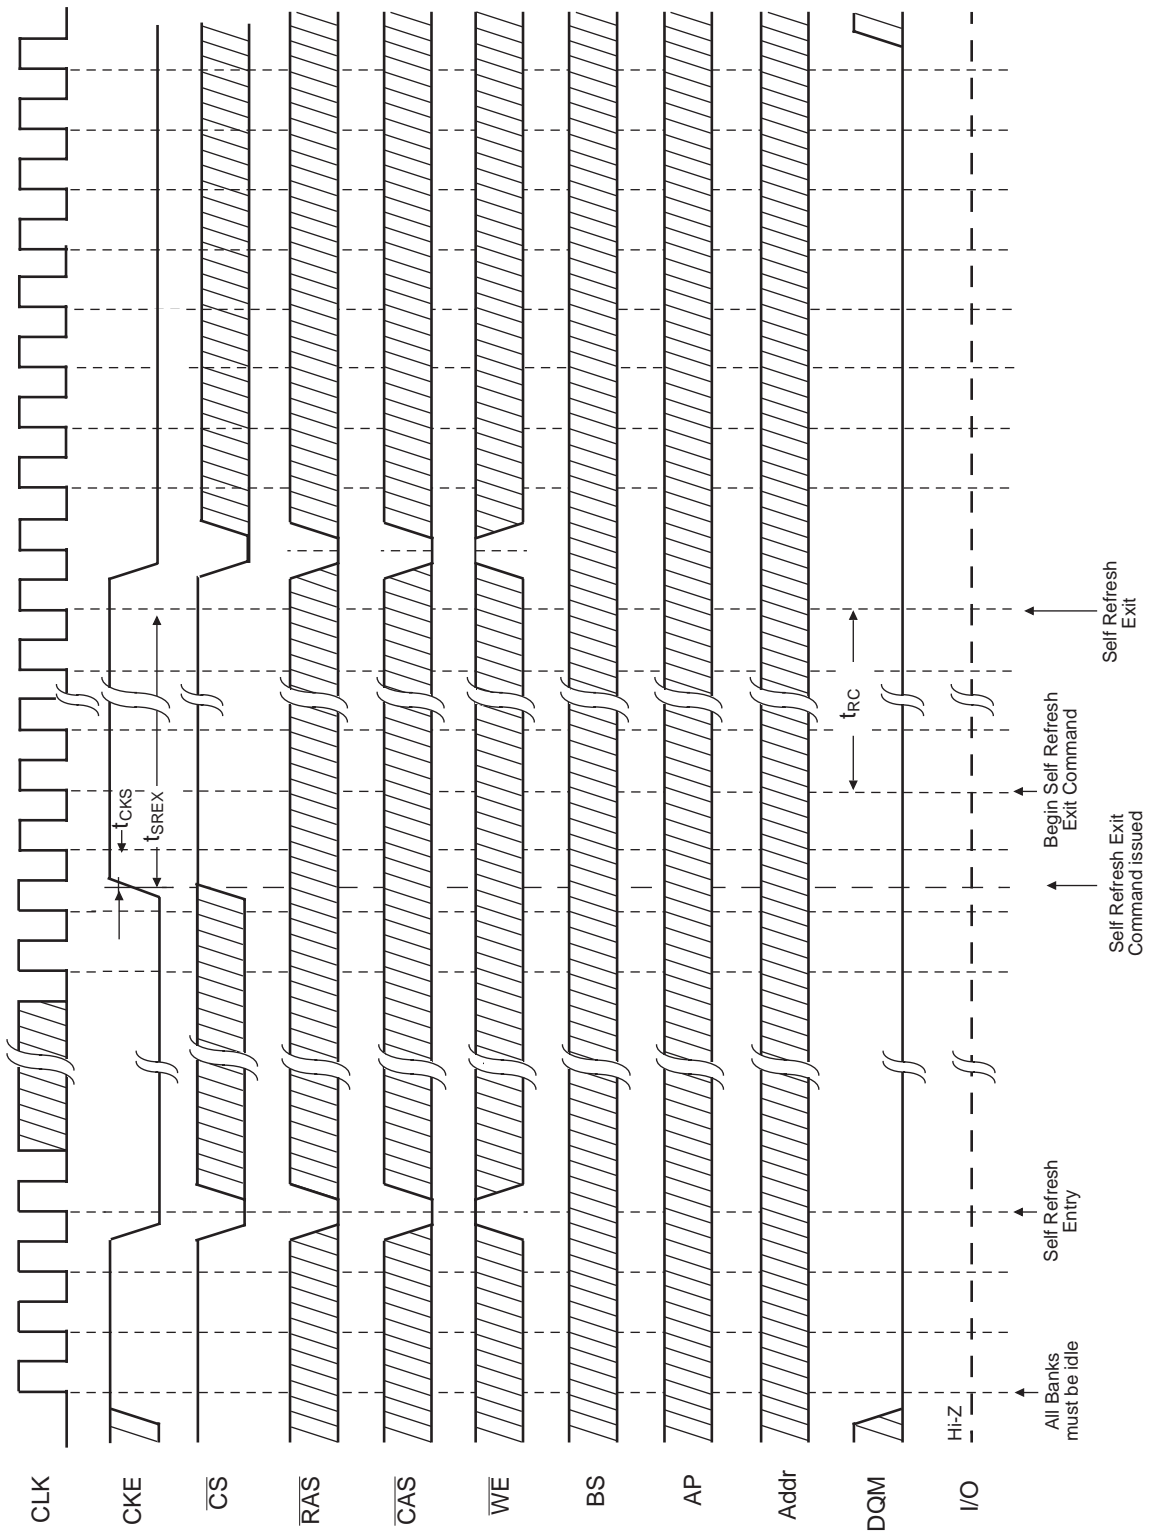 CLK
CKE
CS
RAS
CAS
WE
BS
AP
Addr
DQM
I/O
Hi-Z
tCKS
tSREX
tRC
All Banks
must be idle
Self Refresh
Entry
Self Refresh Exit
Command issued
Begin Self Refresh
Exit Command
Self Refresh
Exit